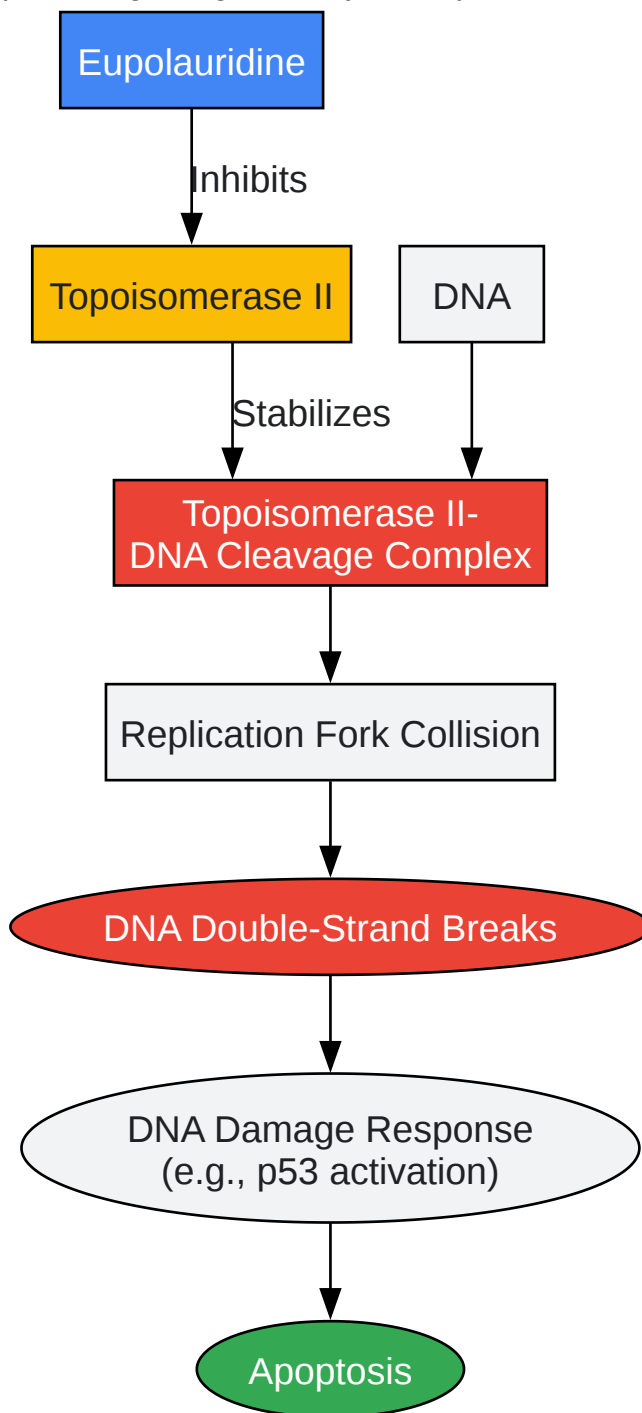 Eupolauridine
Inhibits
Topoisomerase II
DNA
Stabilizes
Topoisomerase II-
DNA Cleavage Complex
Replication Fork Collision
DNA Double-Strand Breaks
DNA Damage Response
(e.g., p53 activation)
Apoptosis